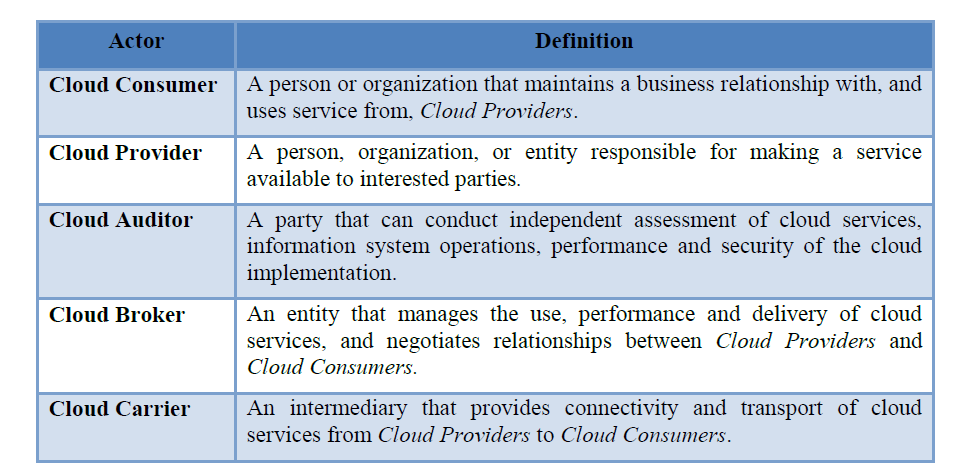 Actor Definition
Cloud Consumer A person or organization that maintains a business relationship with, and
uses service from, Cloud Providers.
Cloud Provider A person, organization, or entity responsible for making a service
available to interested parties.
Cloud Auditor A party that can conduct independent assessment of cloud services,
information system operations, performance and security of the cloud
implementation.
Cloud Broker An entity that manages the use, performance and delivery of cloud
services, and negotiates relationships between Cloud Providers and
Cloud Consumers.
Cloud Carrier An intermediary that provides connectivity and transport of cloud
services from Cloud Providers to Cloud Consumers.